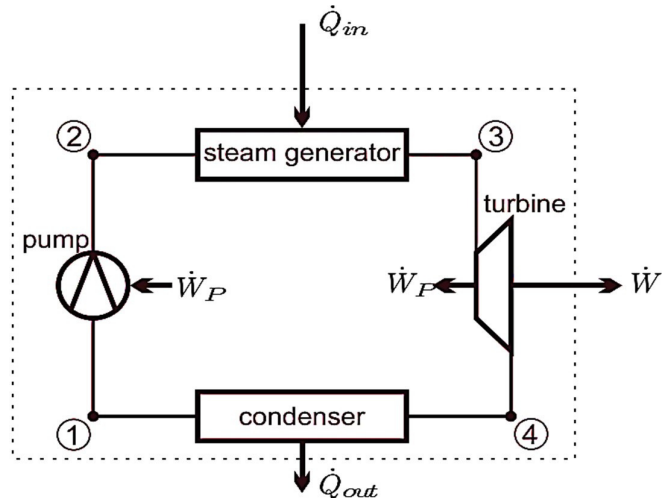 Q̇in
② ③
steam generator
turbine
pump
ẆP ẆP Ẇ
condenser
① ④
Q̇out